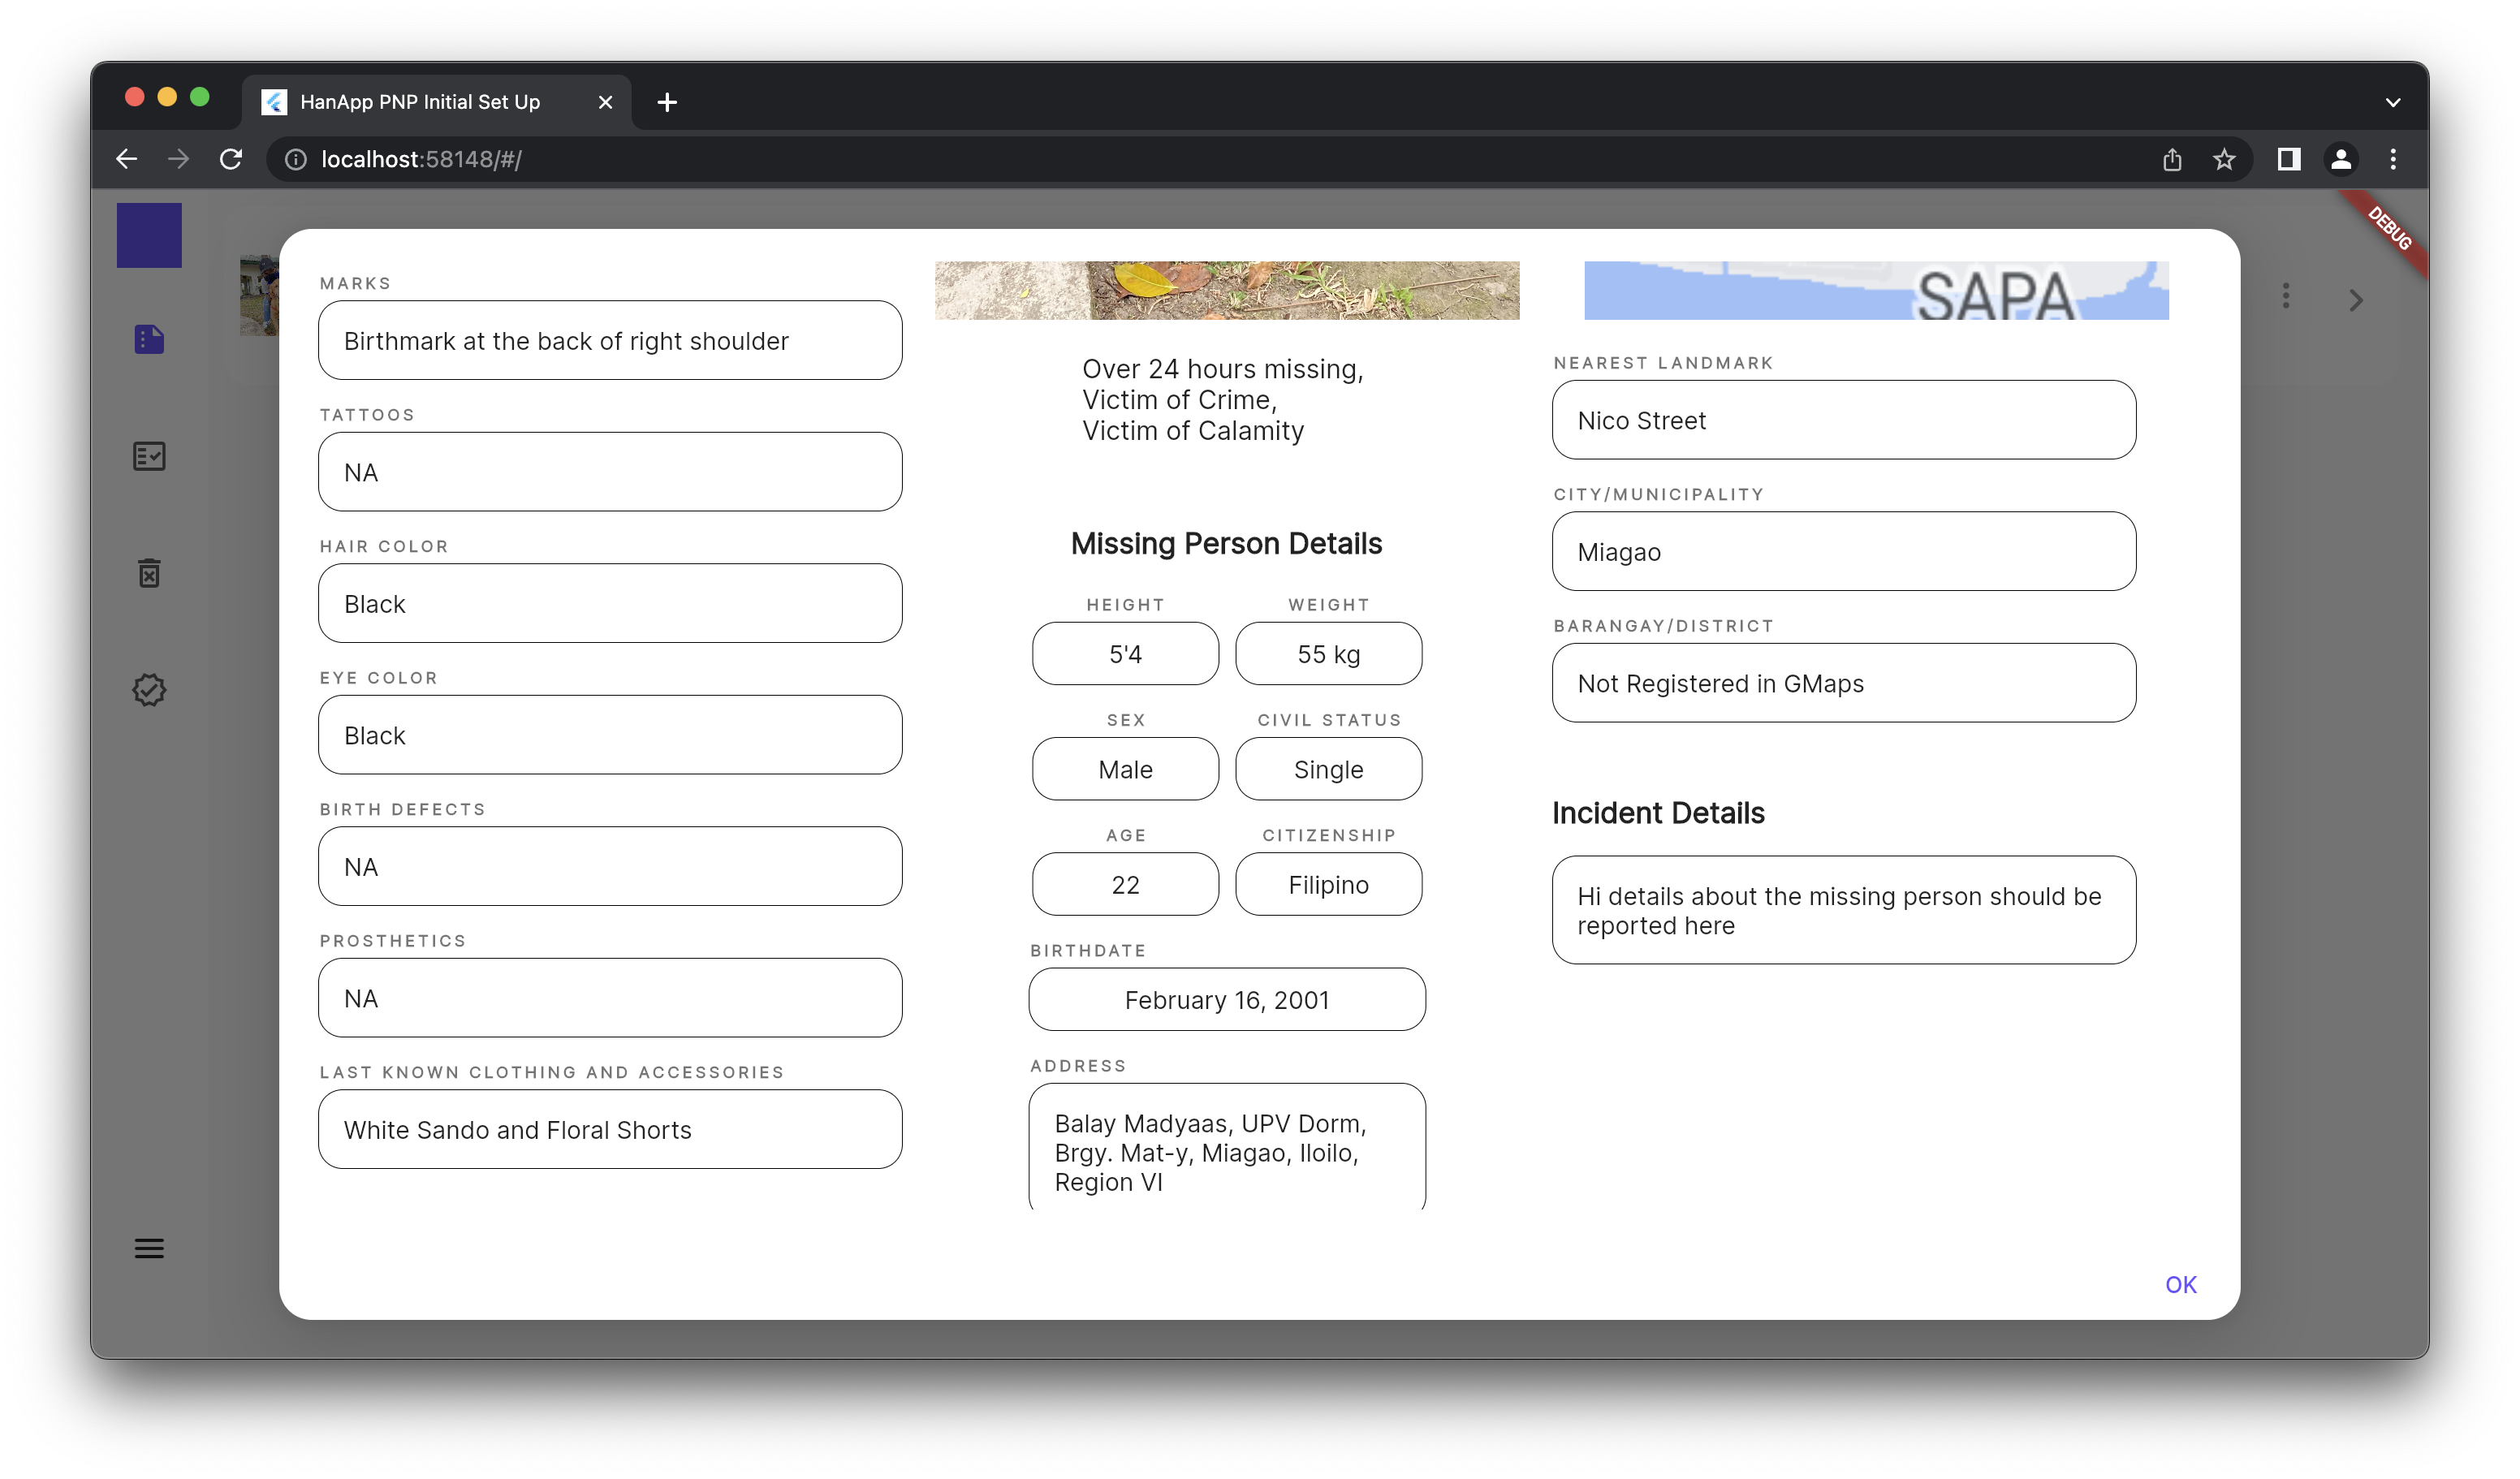 HanApp PNP Initial Set Up
localhost:58148/#/
DEBUG
MARKS
Birthmark at the back of right shoulder
TATTOOS
NA
HAIR COLOR
Black
EYE COLOR
Black
BIRTH DEFECTS
NA
PROSTHETICS
NA
LAST KNOWN CLOTHING AND ACCESSORIES
White Sando and Floral Shorts
Over 24 hours missing,
Victim of Crime,
Victim of Calamity
Missing Person Details
HEIGHT WEIGHT
5'4 55 kg
SEX CIVIL STATUS
Male Single
AGE CITIZENSHIP
22 Filipino
BIRTHDATE
February 16, 2001
ADDRESS
Balay Madyaas, UPV Dorm,
Brgy. Mat-y, Miagao, Iloilo,
Region VI
SAPA
NEAREST LANDMARK
Nico Street
CITY/MUNICIPALITY
Miagao
BARANGAY/DISTRICT
Not Registered in GMaps
Incident Details
Hi details about the missing person should be
reported here
OK